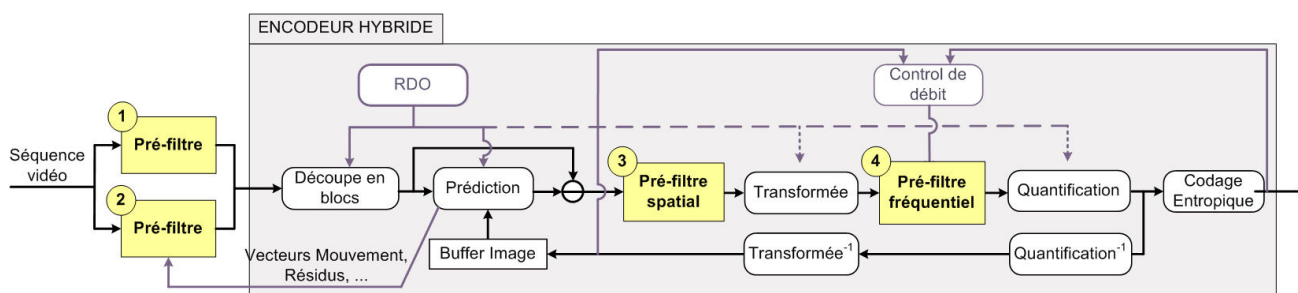 ENCODEUR HYBRIDE
RDO
Control de
débit
1
Pré-filtre
Séquence
vidéo
2
Pré-filtre
Découpe en
blocs
Prédiction
3
Pré-filtre
spatial
Transformée
4
Pré-filtre
fréquentiel
Quantification
Codage
Entropique
Vecteurs Mouvement,
Résidus, ...
Buffer Image
Transformée⁻¹
Quantification⁻¹